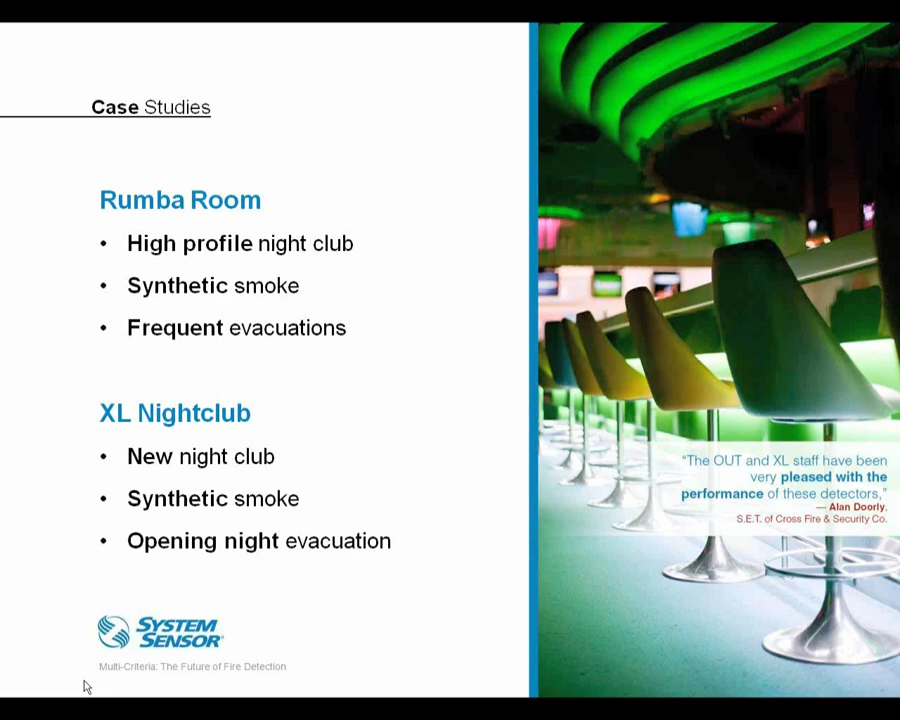 Case Studies
Rumba Room
• High profile night club
• Synthetic smoke
• Frequent evacuations
XL Nightclub
• New night club
• Synthetic smoke
• Opening night evacuation
"The OUT and XL staff have been
very pleased with the
performance of these detectors,"
— Alan Doorly,
S.E.T. of Cross Fire & Security Co.
SYSTEM
SENSOR
Multi-Criteria: The Future of Fire Detection